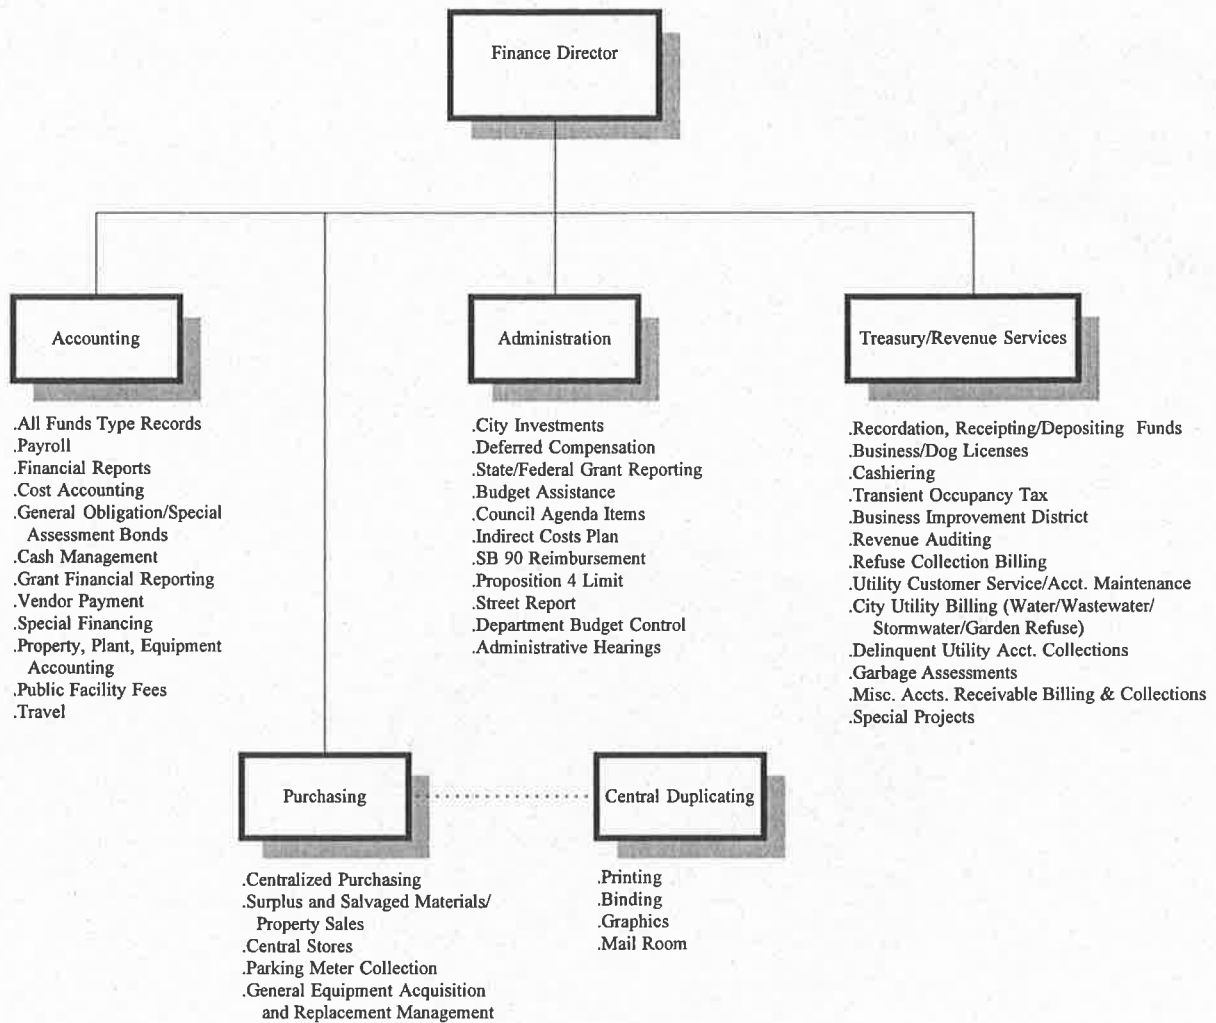 Finance Director
Accounting
.All Funds Type Records
.Payroll
.Financial Reports
.Cost Accounting
.General Obligation/Special
Assessment Bonds
.Cash Management
.Grant Financial Reporting
.Vendor Payment
.Special Financing
.Property, Plant, Equipment
Accounting
.Public Facility Fees
.Travel
Administration
.City Investments
.Deferred Compensation
.State/Federal Grant Reporting
.Budget Assistance
.Council Agenda Items
.Indirect Costs Plan
.SB 90 Reimbursement
.Proposition 4 Limit
.Street Report
.Department Budget Control
.Administrative Hearings
Treasury/Revenue Services
.Recordation, Receipting/Depositing Funds
.Business/Dog Licenses
.Cashiering
.Transient Occupancy Tax
.Business Improvement District
.Revenue Auditing
.Refuse Collection Billing
.Utility Customer Service/Acct. Maintenance
.City Utility Billing (Water/Wastewater/
Stormwater/Garden Refuse)
.Delinquent Utility Acct. Collections
.Garbage Assessments
.Misc. Accts. Receivable Billing & Collections
.Special Projects
Purchasing
.Centralized Purchasing
.Surplus and Salvaged Materials/
Property Sales
.Central Stores
.Parking Meter Collection
.General Equipment Acquisition
and Replacement Management
Central Duplicating
.Printing
.Binding
.Graphics
.Mail Room